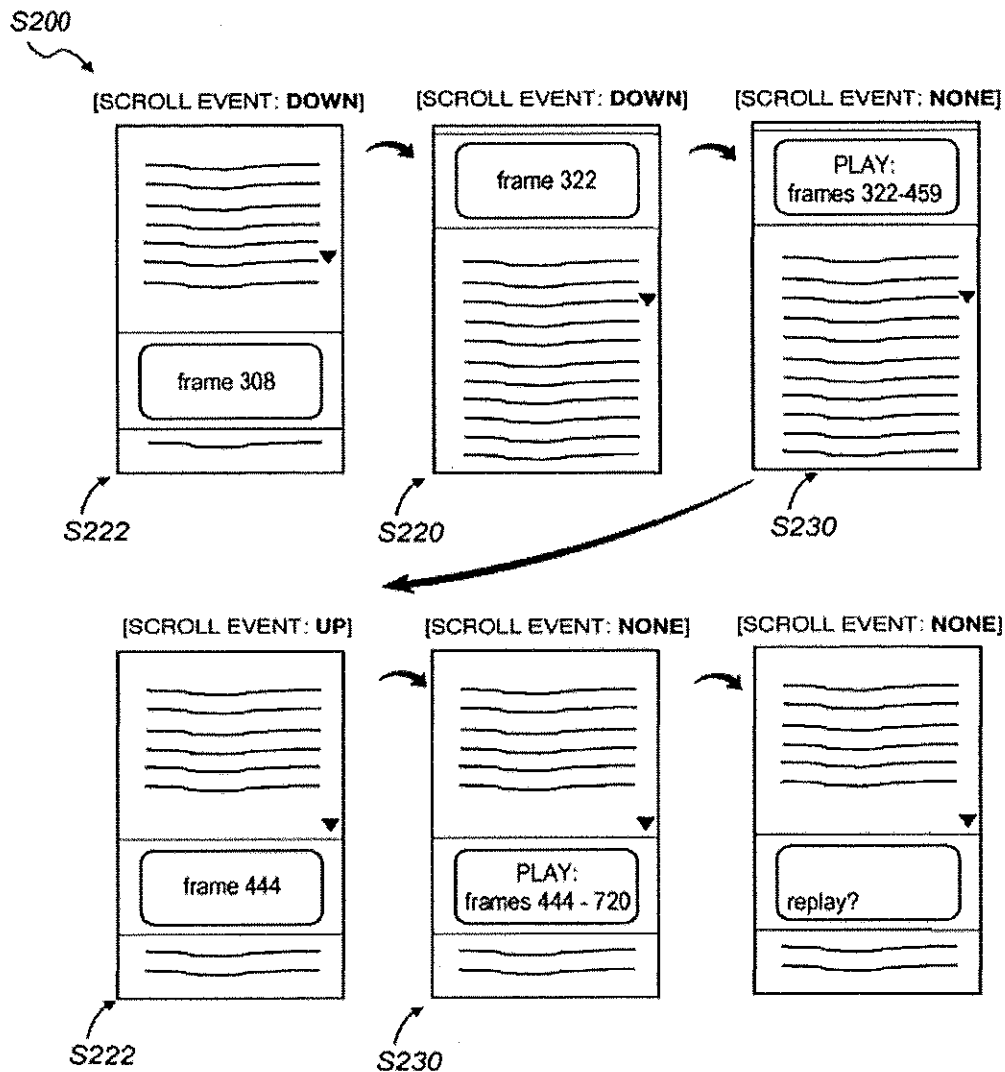 S200
[SCROLL EVENT: DOWN]
[SCROLL EVENT: DOWN]
[SCROLL EVENT: NONE]
frame 308
frame 322
PLAY:
frames 322-459
S222
S220
S230
[SCROLL EVENT: UP]
[SCROLL EVENT: NONE]
[SCROLL EVENT: NONE]
frame 444
PLAY:
frames 444 - 720
replay?
S222
S230